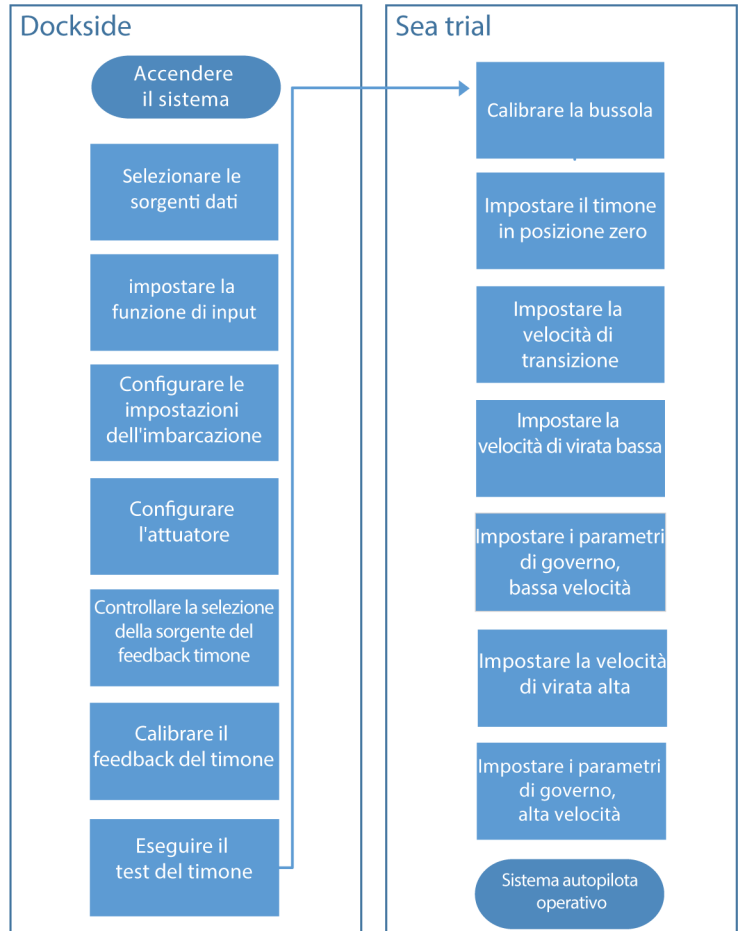 Dockside
Accendere
il sistema
Selezionare le
sorgenti dati
impostare la
funzione di input
Configurare le
impostazioni
dell'imbarcazione
Configurare
l'attuatore
Controllare la selezione
della sorgente del
feedback timone
Calibrare il
feedback del timone
Eseguire il
test del timone
Sea trial
Calibrare la bussola
Impostare il timone
in posizione zero
Impostare la
velocità di
transizione
Impostare la
velocità di virata bassa
Impostare i parametri
di governo,
bassa velocità
Impostare la velocità
di virata alta
Impostare i parametri
di governo,
alta velocità
Sistema autopilota
operativo